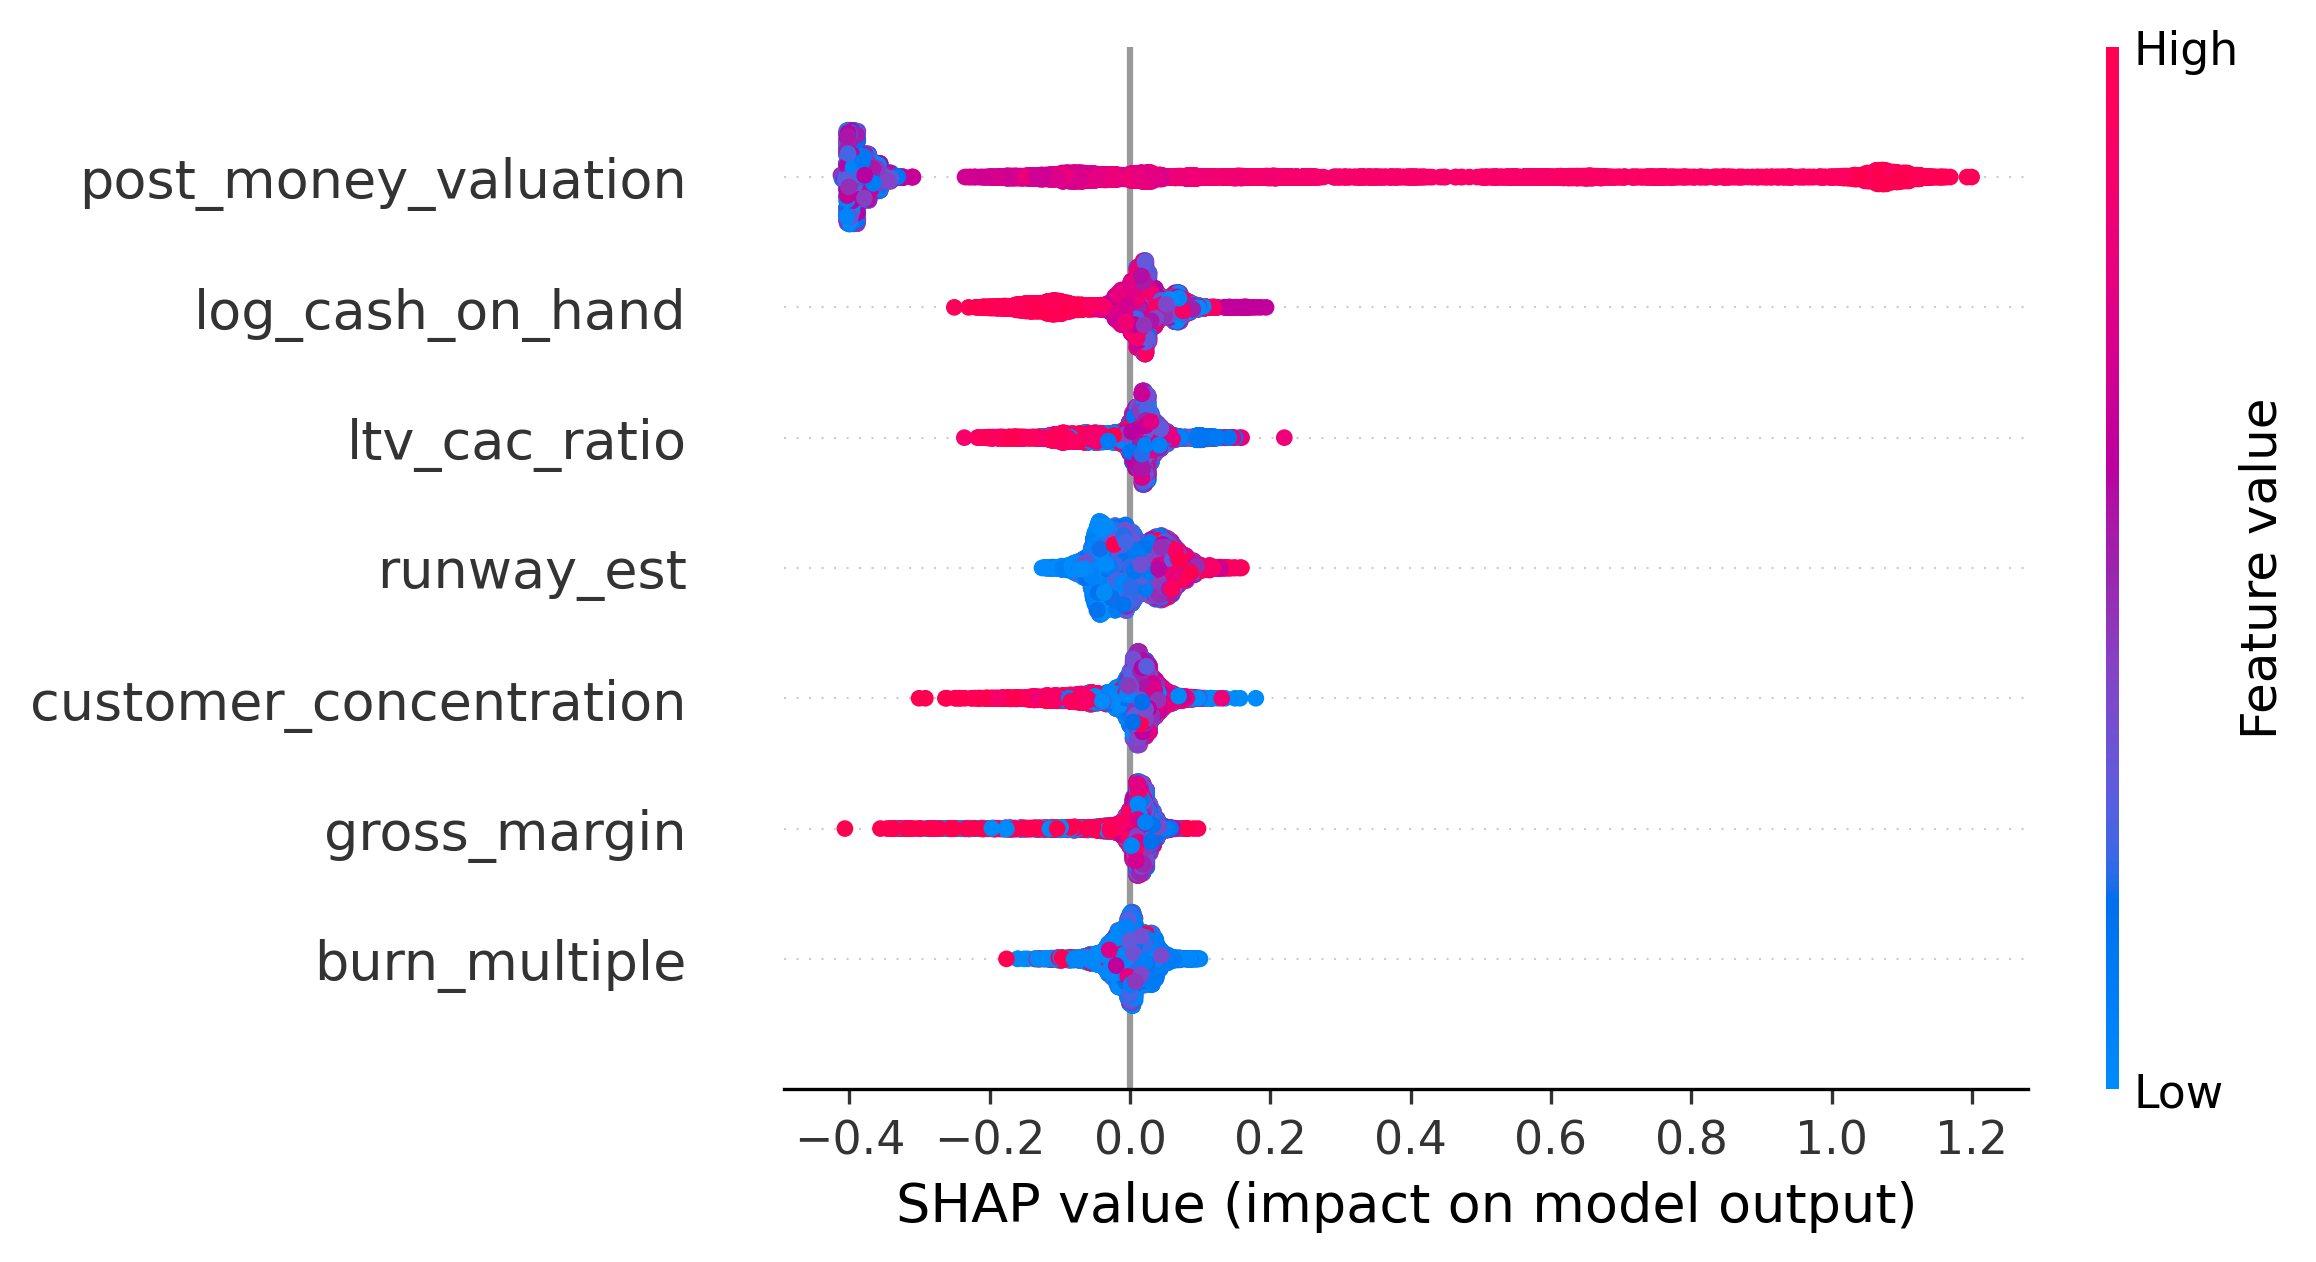 High
post_money_valuation
log_cash_on_hand
ltv_cac_ratio
runway_est
customer_concentration
gross_margin
burn_multiple
Feature value
Low
−0.4 −0.2 0.0 0.2 0.4 0.6 0.8 1.0 1.2
SHAP value (impact on model output)